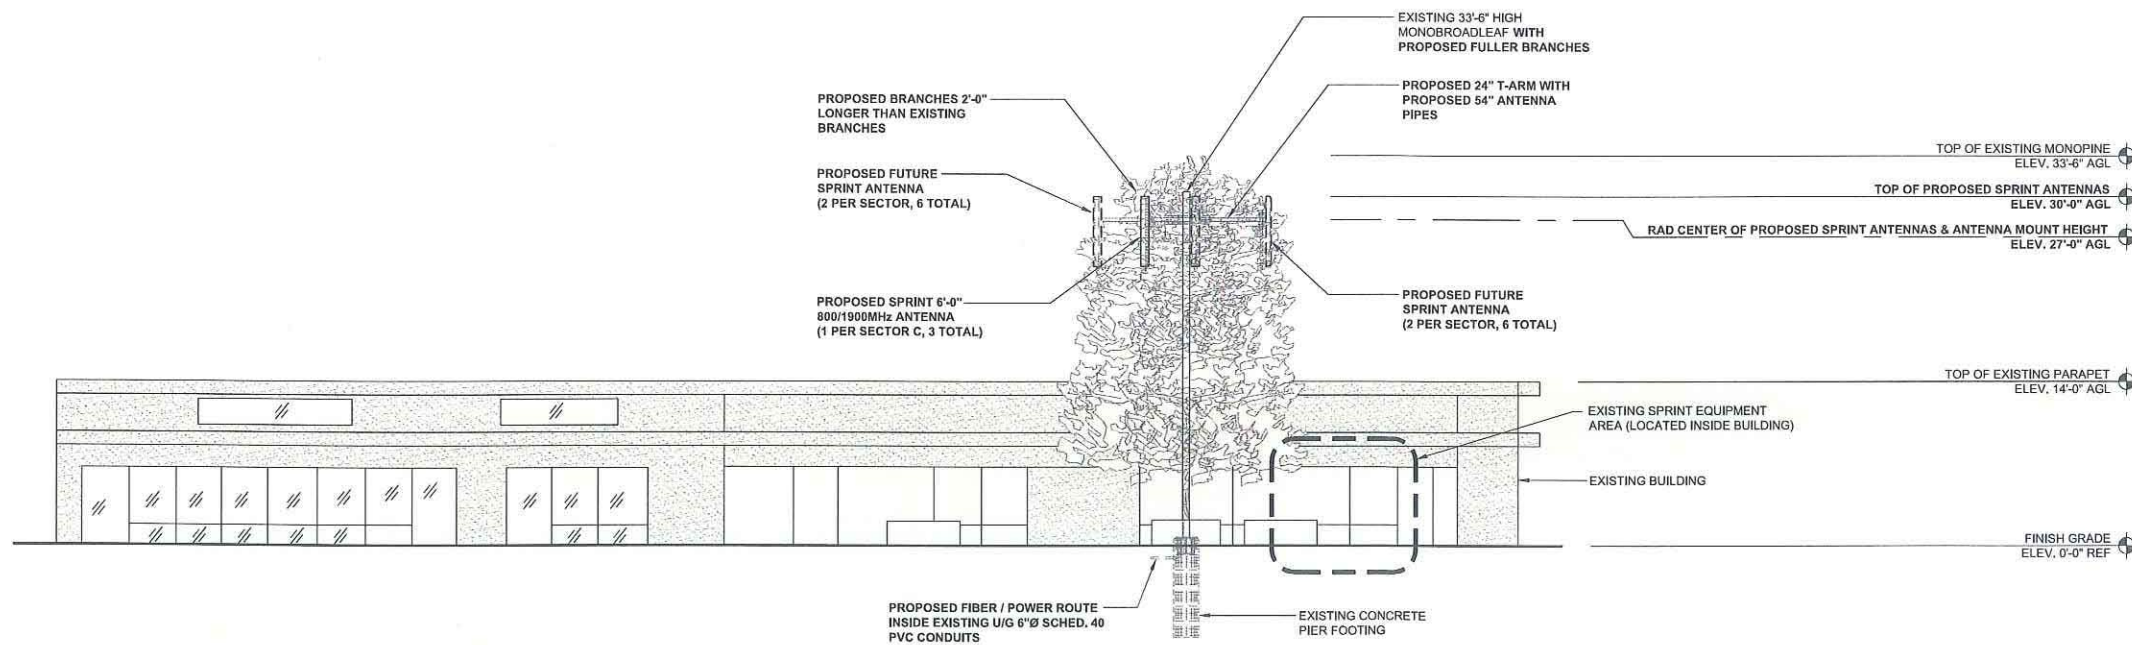 EXISTING 33'-6" HIGH
MONOBROADLEAF WITH
PROPOSED FULLER BRANCHES
PROPOSED BRANCHES 2'-0"
LONGER THAN EXISTING
BRANCHES
PROPOSED 24" T-ARM WITH
PROPOSED 54" ANTENNA
PIPES
PROPOSED FUTURE
SPRINT ANTENNA
(2 PER SECTOR, 6 TOTAL)
TOP OF EXISTING MONOPINE
ELEV. 33'-6" AGL
TOP OF PROPOSED SPRINT ANTENNAS
ELEV. 30'-0" AGL
RAD CENTER OF PROPOSED SPRINT ANTENNAS & ANTENNA MOUNT HEIGHT
ELEV. 27'-0" AGL
PROPOSED SPRINT 6'-0"
800/1900MHz ANTENNA
(1 PER SECTOR C, 3 TOTAL)
PROPOSED FUTURE
SPRINT ANTENNA
(2 PER SECTOR, 6 TOTAL)
TOP OF EXISTING PARAPET
ELEV. 14'-0" AGL
EXISTING SPRINT EQUIPMENT
AREA (LOCATED INSIDE BUILDING)
EXISTING BUILDING
FINISH GRADE
ELEV. 0'-0" REF
PROPOSED FIBER / POWER ROUTE
INSIDE EXISTING U/G 6"Ø SCHED. 40
PVC CONDUITS
EXISTING CONCRETE
PIER FOOTING